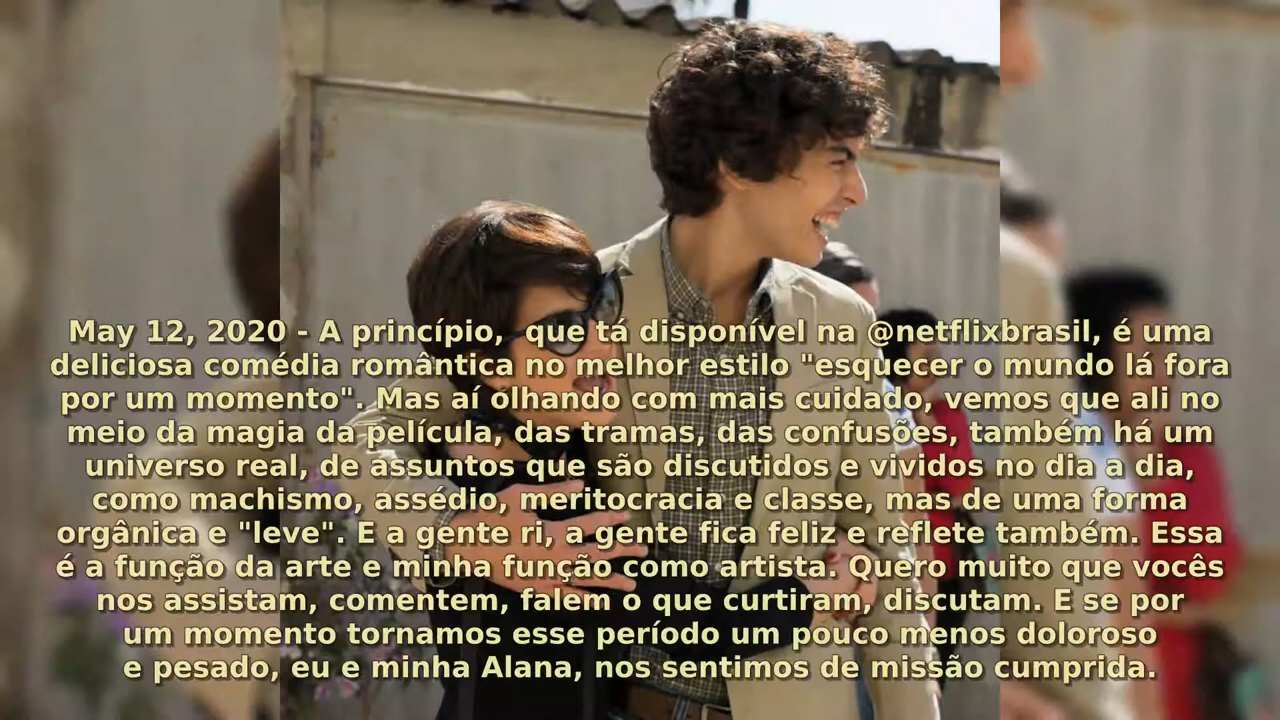 May 12, 2020 - A princípio,  que tá disponível na @netflixbrasil, é uma
deliciosa comédia romântica no melhor estilo "esquecer o mundo lá fora
por um momento". Mas aí olhando com mais cuidado, vemos que ali no
meio da magia da película, das tramas, das confusões, também há um
universo real, de assuntos que são discutidos e vividos no dia a dia,
como machismo, assédio, meritocracia e classe, mas de uma forma
orgânica e "leve". E a gente ri, a gente fica feliz e reflete também. Essa
é a função da arte e minha função como artista. Quero muito que vocês
nos assistam, comentem, falem o que curtiram, discutam. E se por
um momento tornamos esse período um pouco menos doloroso
e pesado, eu e minha Alana, nos sentimos de missão cumprida.